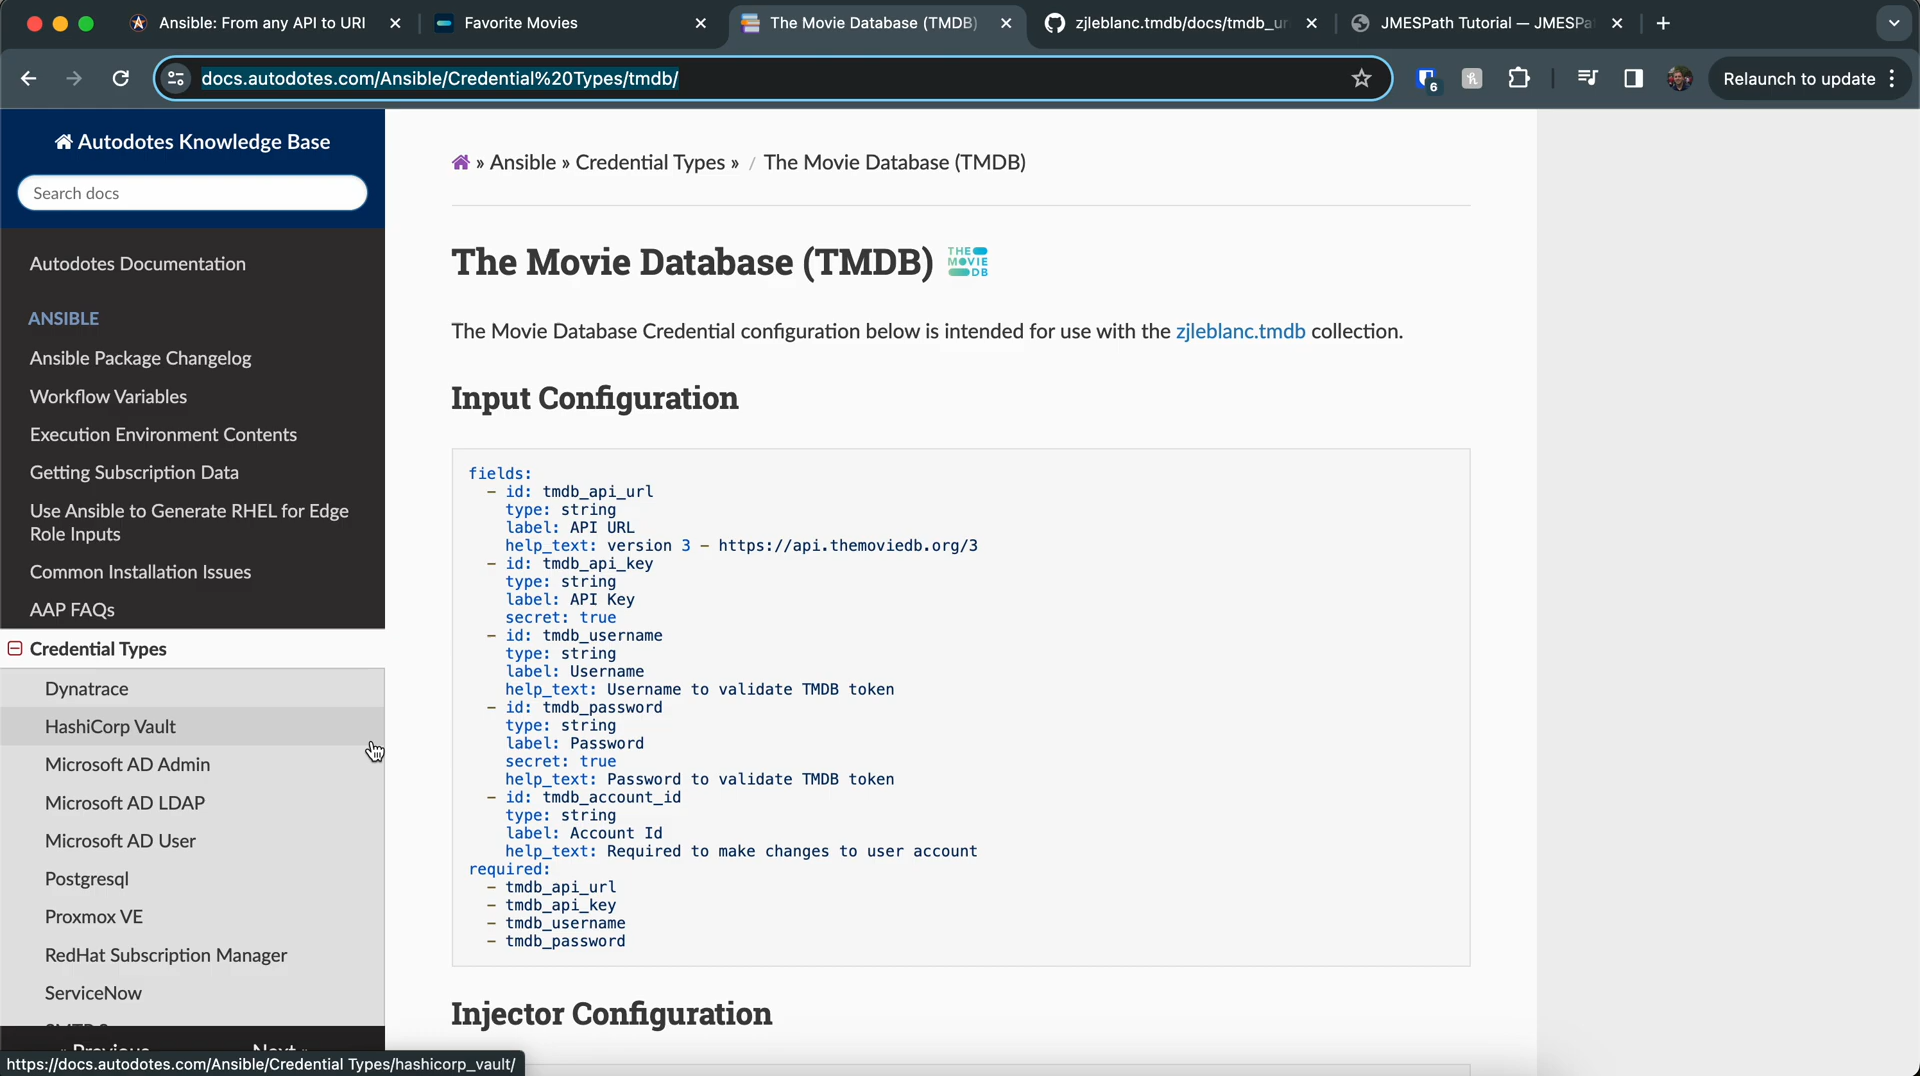 Ansible: From any API to URI
Favorite Movies
The Movie Database (TMDB)
zjleblanc.tmdb/docs/tmdb_u
JMESPath Tutorial — JMESPa
docs.autodotes.com/Ansible/Credential%20Types/tmdb/
6
Relaunch to update
Autodotes Knowledge Base
Search docs
Autodotes Documentation
ANSIBLE
Ansible Package Changelog
Workflow Variables
Execution Environment Contents
Getting Subscription Data
Use Ansible to Generate RHEL for Edge
Role Inputs
Common Installation Issues
AAP FAQs
Credential Types
Dynatrace
HashiCorp Vault
Microsoft AD Admin
Microsoft AD LDAP
Microsoft AD User
Postgresql
Proxmox VE
RedHat Subscription Manager
ServiceNow
« Previous Next »
https://docs.autodotes.com/Ansible/Credential Types/hashicorp_vault/
» Ansible » Credential Types » / The Movie Database (TMDB)
The Movie Database (TMDB)
THE
MOVIE
DB
The Movie Database Credential configuration below is intended for use with the zjleblanc.tmdb collection.
Input Configuration
fields:
- id: tmdb_api_url
type: string
label: API URL
help_text: version 3 - https://api.themoviedb.org/3
- id: tmdb_api_key
type: string
label: API Key
secret: true
- id: tmdb_username
type: string
label: Username
help_text: Username to validate TMDB token
- id: tmdb_password
type: string
label: Password
secret: true
help_text: Password to validate TMDB token
- id: tmdb_account_id
type: string
label: Account Id
help_text: Required to make changes to user account
required:
- tmdb_api_url
- tmdb_api_key
- tmdb_username
- tmdb_password
Injector Configuration